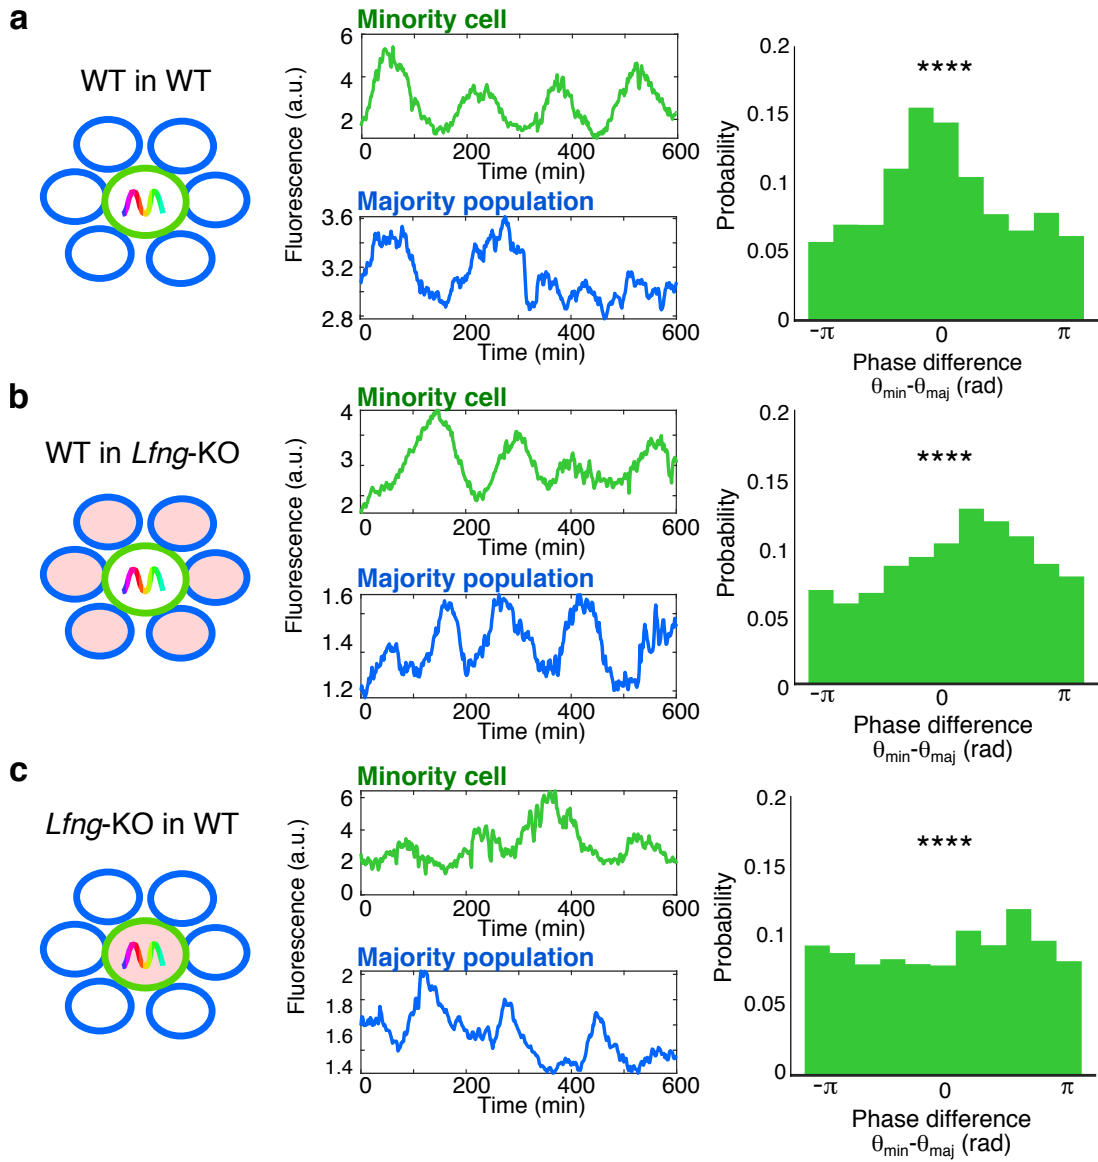 a
WT in WT
Minority cell
Fluorescence (a.u.)
6
4
2
0
200
400
600
Time (min)
Majority population
3.6
3.2
2.8
0
200
400
600
Time (min)
0.2
0.15
0.1
0.05
0
Probability
****
-π
0
π
Phase difference
θmin-θmaj (rad)
b
WT in Lfng-KO
Minority cell
Fluorescence (a.u.)
4
3
2
0
200
400
600
Time (min)
Majority population
1.6
1.4
1.2
0
200
400
600
Time (min)
0.2
0.15
0.1
0.05
0
Probability
****
-π
0
π
Phase difference
θmin-θmaj (rad)
c
Lfng-KO in WT
Minority cell
Fluorescence (a.u.)
6
4
2
0
0
200
400
600
Time (min)
Majority population
2
1.8
1.6
1.4
0
200
400
600
Time (min)
0.2
0.15
0.1
0.05
0
Probability
****
-π
0
π
Phase difference
θmin-θmaj (rad)